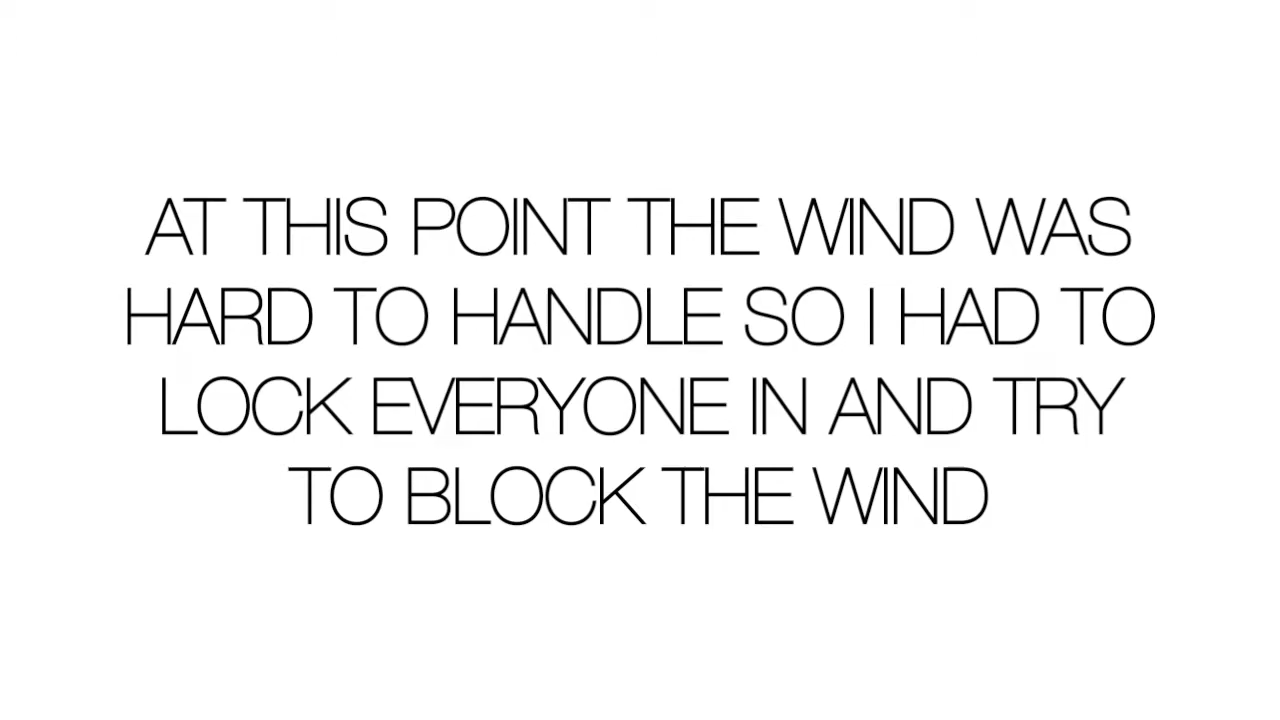 AT THIS POINT THE WIND WAS
HARD TO HANDLE SO I HAD TO
LOCK EVERYONE IN AND TRY
TO BLOCK THE WIND